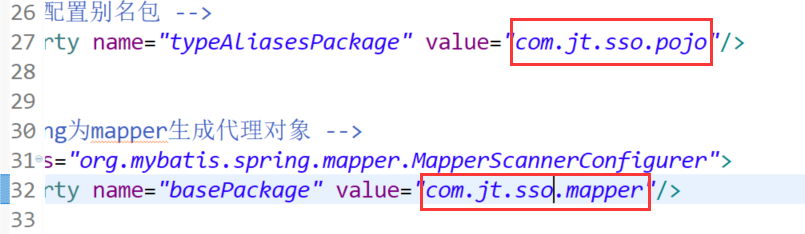 26 配置别名包 -->
27 rty name="typeAliasesPackage" value="com.jt.sso.pojo"/>
28
29
30 ng为mapper生成代理对象 -->
31 s="org.mybatis.spring.mapper.MapperScannerConfigurer">
32 rty name="basePackage" value="com.jt.sso.mapper"/>
33